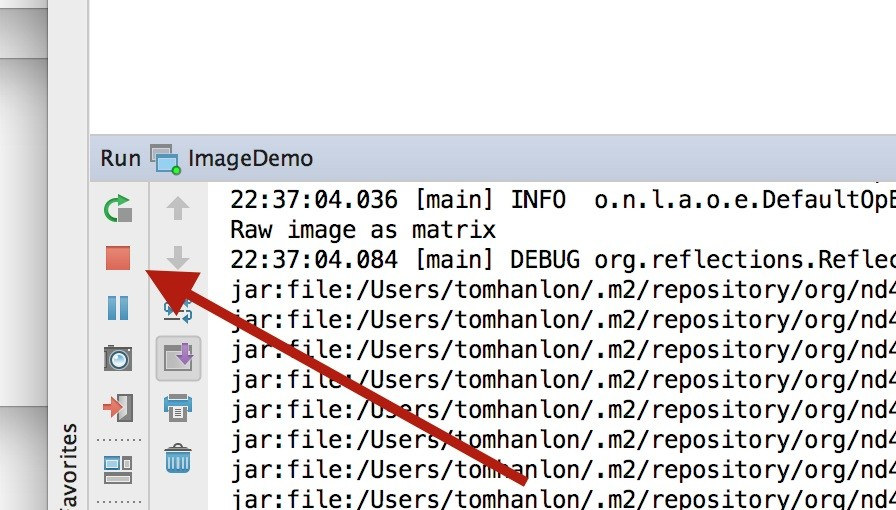 Run ImageDemo
22:37:04.036 [main] INFO o.n.l.a.o.e.DefaultOpE
Raw image as matrix
22:37:04.084 [main] DEBUG org.reflections.Reflec
jar:file:/Users/tomhanlon/.m2/repository/org/nd4
jar:file:/Users/tomhanlon/.m2/repository/org/nd4
jar:file:/Users/tomhanlon/.m2/repository/org/nd4
jar:file:/Users/tomhanlon/.m2/repository/org/nd4
jar:file:/Users/tomhanlon/.m2/repository/org/nd4
jar:file:/Users/tomhanlon/.m2/repository/org/nd4
jar:file:/Users/tomhanlon/.m2/repository/org/nd4
jar:file:/Users/tomhanlon/.m2/repository/org/nd4
avorites